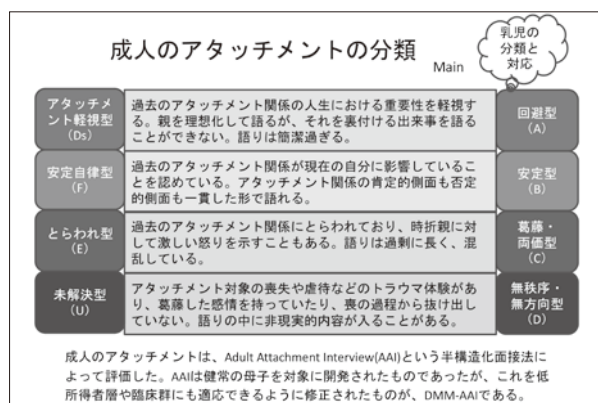 成人のアタッチメントの分類
Main
乳児の
分類と
対応
アタッチメ
ント軽視型
(Ds)
過去のアタッチメント関係の人生における重要性を軽視す
る。親を理想化して語るが、それを裏付ける出来事を語る
ことができない。語りは簡潔過ぎる。
回避型
(A)
安定自律型
(F)
過去のアタッチメント関係が現在の自分に影響しているこ
とを認めている。アタッチメント関係の肯定的側面も否定
的側面も一貫した形で語れる。
安定型
(B)
とらわれ型
(E)
過去のアタッチメント関係にとらわれており、時折親に対
して激しい怒りを示すこともある。語りは過剰に長く、混
乱している。
葛藤・
両価型
(C)
未解決型
(U)
アタッチメント対象の喪失や虐待などのトラウマ体験があ
り、葛藤した感情を持っていたり、喪の過程から抜け出し
ていない。語りの中に非現実的内容が入ることがある。
無秩序・
無方向型
(D)
成人のアタッチメントは、Adult Attachment Interview(AAI)という半構造化面接法に
よって評価した。AAIは健常の母子を対象に開発されたものであったが、これを低
所得者層や臨床群にも適応できるように修正されたものが、DMM-AAIである。